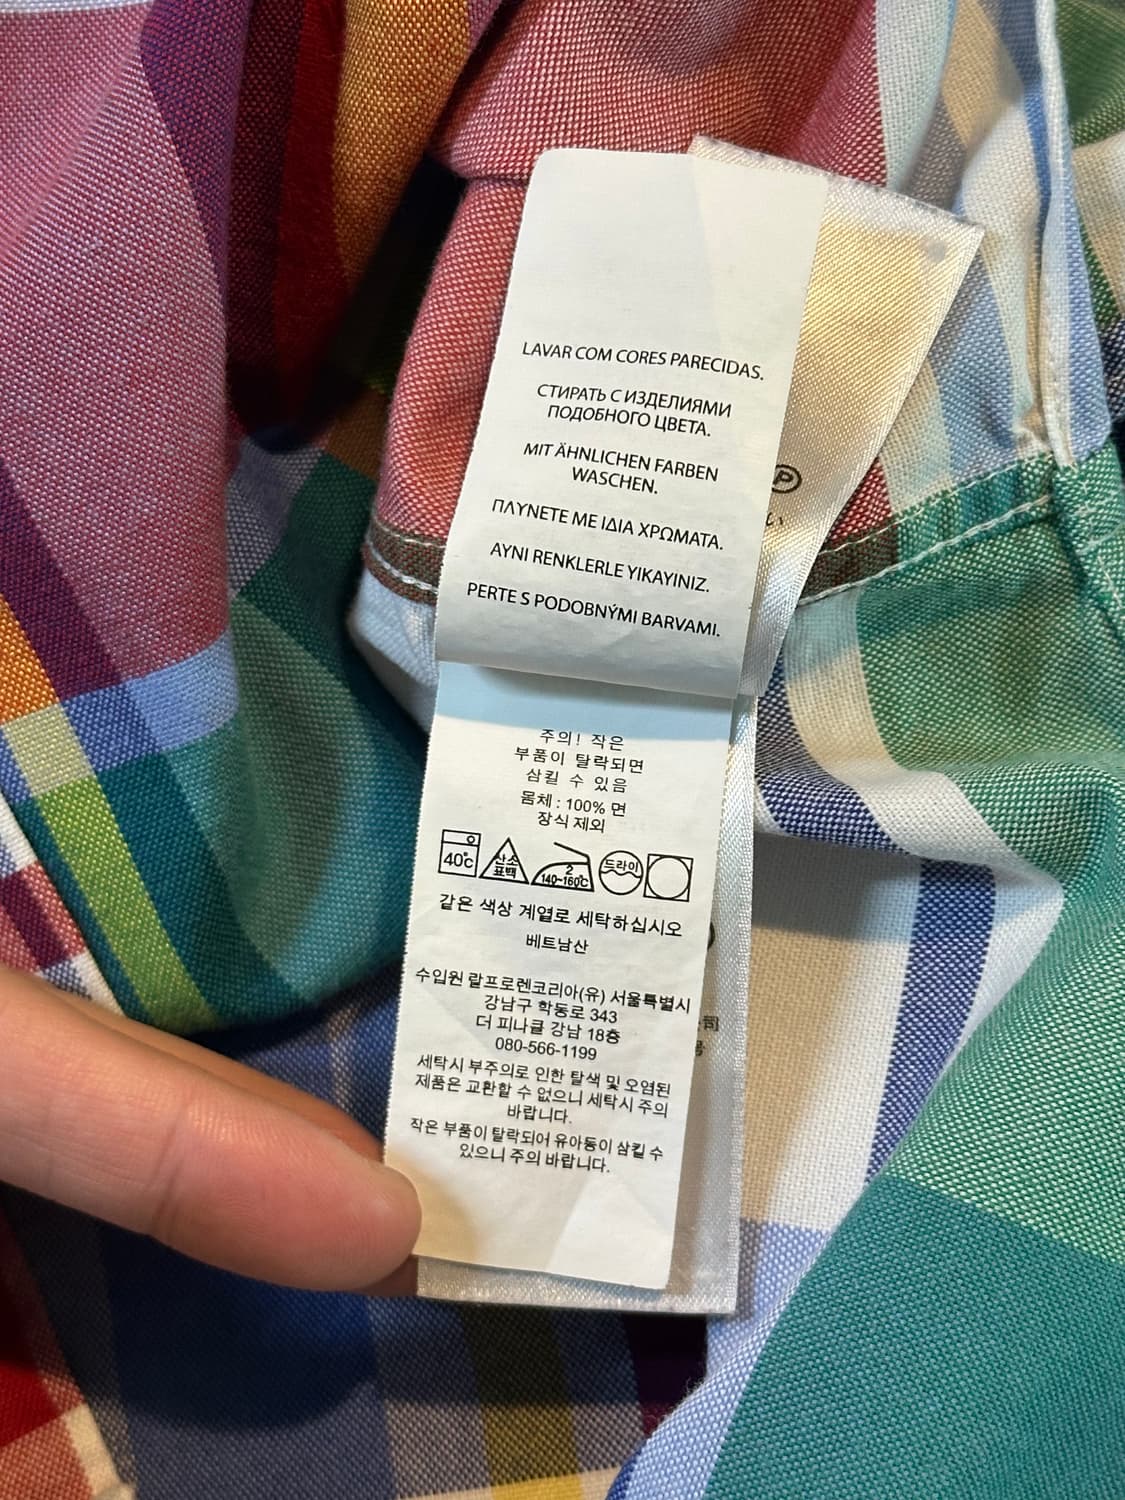 LAVAR COM CORES PARECIDAS.
СТИРАТЬ С ИЗДЕЛИЯМИ
ПОДОБНОГО ЦВЕТА.
MIT ÄHNLICHEN FARBEN
WASCHEN.
ΠΛΥΝΕΤΕ ΜΕ ΙΔΙΑ ΧΡΩΜΑΤΑ.
AYNI RENKLERLE YIKAYINIZ.
PERTE S PODOBNÝMI BARVAMI.
P
주의! 작은
부품이 탈락되면
삼킬 수 있음
몸체 : 100% 면
장식 제외
40℃
산소
표백
2
140~160℃
드라이
같은 색상 계열로 세탁하십시오
베트남산
수입원 랄프로렌코리아(유) 서울특별시
강남구 학동로 343
더 피나클 강남 18층
080-566-1199
세탁시 부주의로 인한 탈색 및 오염된
제품은 교환할 수 없으니 세탁시 주의
바랍니다.
작은 부품이 탈락되어 유아동이 삼킬 수
있으니 주의 바랍니다.